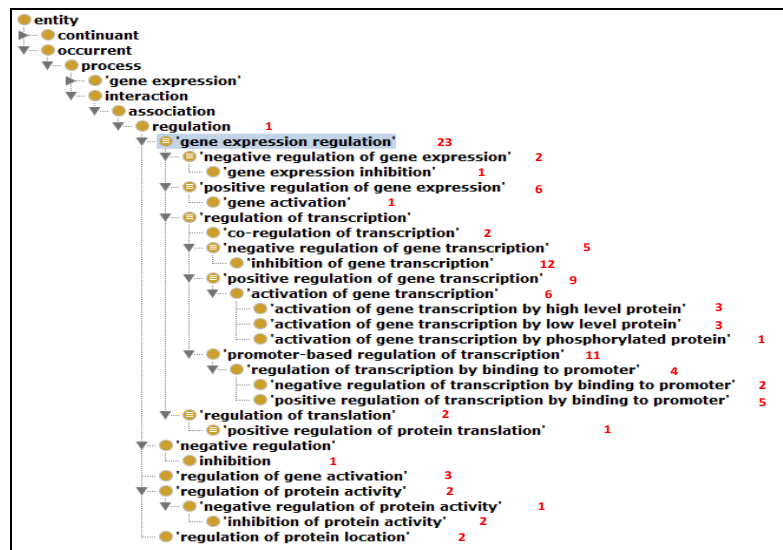 entity
continuant
occurrent
process
'gene expression'
interaction
association
regulation 1
'gene expression regulation' 23
'negative regulation of gene expression' 2
'gene expression inhibition' 1
'positive regulation of gene expression' 6
'gene activation' 1
'regulation of transcription'
'co-regulation of transcription' 2
'negative regulation of gene transcription' 5
'inhibition of gene transcription' 12
'positive regulation of gene transcription' 9
'activation of gene transcription' 6
'activation of gene transcription by high level protein' 3
'activation of gene transcription by low level protein' 3
'activation of gene transcription by phosphorylated protein' 1
'promoter-based regulation of transcription' 11
'regulation of transcription by binding to promoter' 4
'negative regulation of transcription by binding to promoter' 2
'positive regulation of transcription by binding to promoter' 5
'regulation of translation' 2
'positive regulation of protein translation' 1
'negative regulation'
inhibition 1
'regulation of gene activation' 3
'regulation of protein activity' 2
'negative regulation of protein activity' 1
'inhibition of protein activity' 2
'regulation of protein location' 2